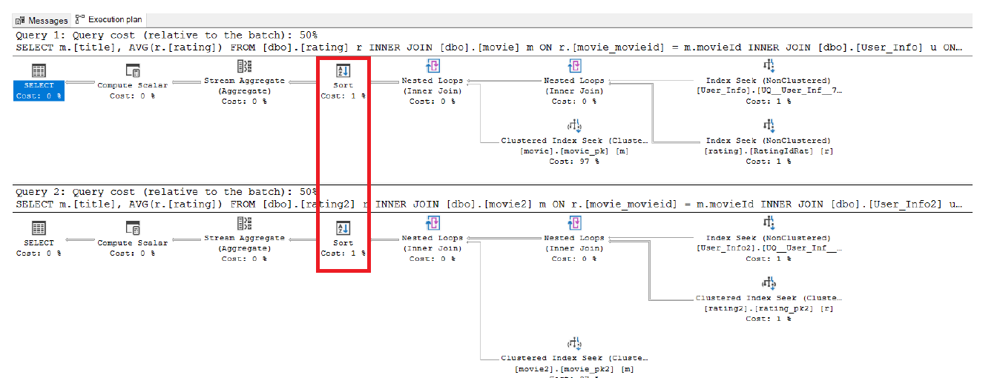 Messages Execution plan
Query 1: Query cost (relative to the batch): 50%
SELECT m.[title], AVG(r.[rating]) FROM [dbo].[rating] r INNER JOIN [dbo].[movie] m ON r.[movie_movieid] = m.movieId INNER JOIN [dbo].[User_Info] u ON…
SELECT
Cost: 0 %
Compute Scalar
Cost: 0 %
Stream Aggregate
(Aggregate)
Cost: 0 %
Sort
Cost: 1 %
Nested Loops
(Inner Join)
Cost: 0 %
Nested Loops
(Inner Join)
Cost: 0 %
Index Seek (NonClustered)
[User_Info].[UQ__User_Inf__7…
Cost: 1 %
Clustered Index Seek (Cluste…
[movie].[movie_pk] [m]
Cost: 97 %
Index Seek (NonClustered)
[rating].[RatingIdRat] [r]
Cost: 1 %
Query 2: Query cost (relative to the batch): 50%
SELECT m.[title], AVG(r.[rating]) FROM [dbo].[rating2] r INNER JOIN [dbo].[movie2] m ON r.[movie_movieid] = m.movieId INNER JOIN [dbo].[User_Info2] u…
SELECT
Cost: 0 %
Compute Scalar
Cost: 0 %
Stream Aggregate
(Aggregate)
Cost: 0 %
Sort
Cost: 1 %
Nested Loops
(Inner Join)
Cost: 0 %
Nested Loops
(Inner Join)
Cost: 0 %
Index Seek (NonClustered)
[User_Info2].[UQ__User_Inf__…
Cost: 1 %
Clustered Index Seek (Cluste…
[rating2].[rating_pk2] [r]
Cost: 1 %
Clustered Index Seek (Cluste…
[movie2].[movie_pk2] [m]